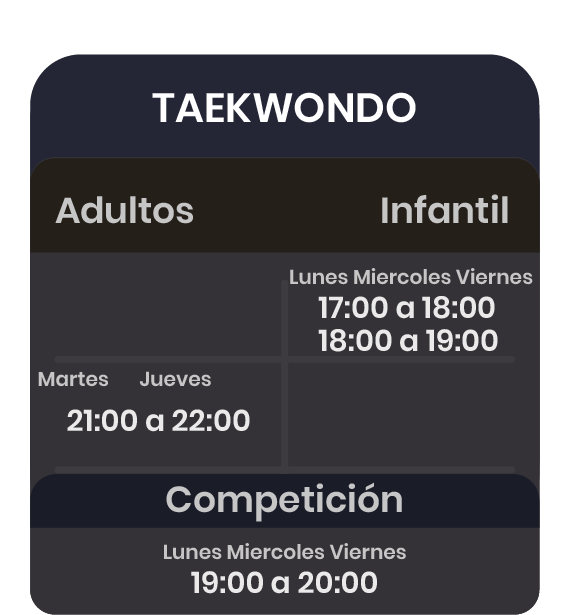 TAEKWONDO
Adultos Infantil
Lunes Miercoles Viernes
17:00 a 18:00
18:00 a 19:00
Martes Jueves
21:00 a 22:00
Competición
Lunes Miercoles Viernes
19:00 a 20:00